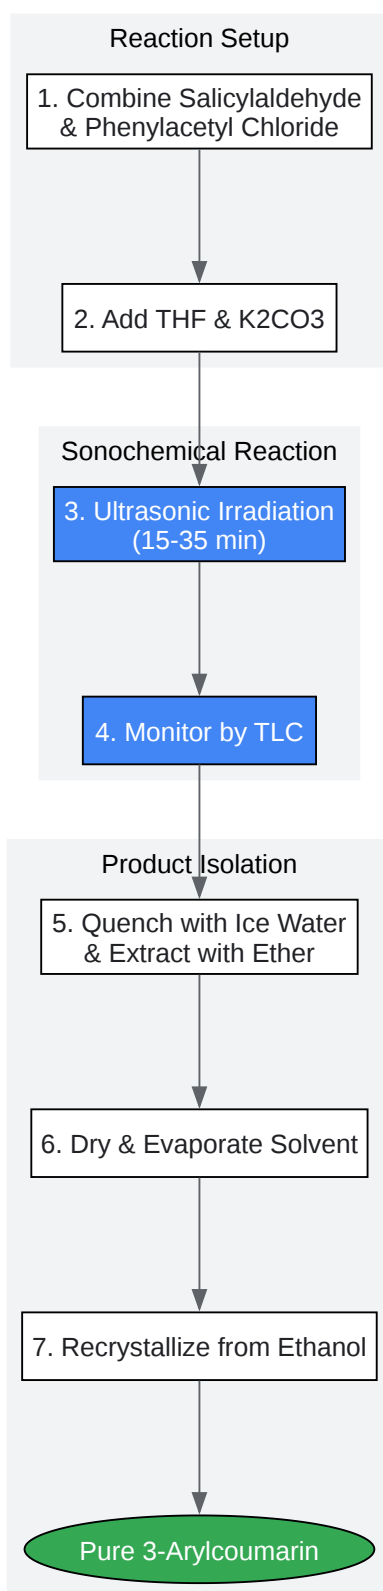 Reaction Setup
1. Combine Salicylaldehyde
& Phenylacetyl Chloride
2. Add THF & K2CO3
Sonochemical Reaction
3. Ultrasonic Irradiation
(15-35 min)
4. Monitor by TLC
Product Isolation
5. Quench with Ice Water
& Extract with Ether
6. Dry & Evaporate Solvent
7. Recrystallize from Ethanol
Pure 3-Arylcoumarin